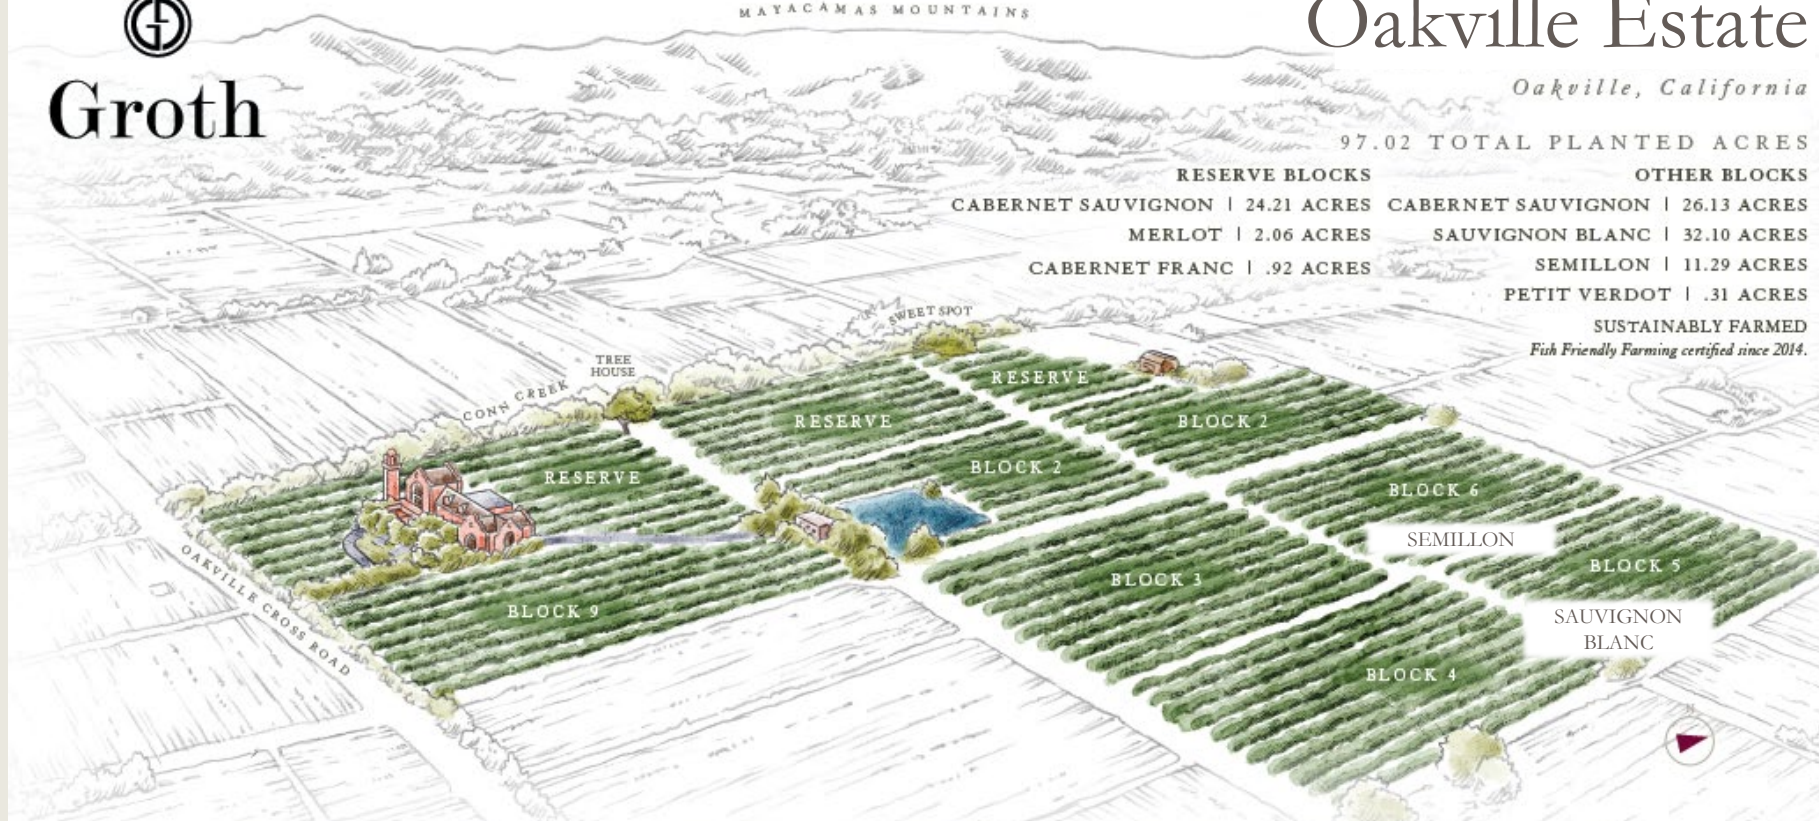 MAYACAMAS MOUNTAINS
Oakville Estate
Groth
Oakville, California
97.02 TOTAL PLANTED ACRES
RESERVE BLOCKS
CABERNET SAUVIGNON | 24.21 ACRES
MERLOT | 2.06 ACRES
CABERNET FRANC | .92 ACRES
OTHER BLOCKS
CABERNET SAUVIGNON | 26.13 ACRES
SAUVIGNON BLANC | 32.10 ACRES
SEMILLON | 11.29 ACRES
PETIT VERDOT | .31 ACRES
SUSTAINABLY FARMED
Fish Friendly Farming certified since 2014.
SWEET SPOT
TREE
HOUSE
CONN CREEK
RESERVE
RESERVE
BLOCK 2
RESERVE
BLOCK 2
BLOCK 6
SEMILLON
BLOCK 5
BLOCK 3
BLOCK 9
SAUVIGNON
BLANC
BLOCK 4
OAKVILLE CROSS ROAD